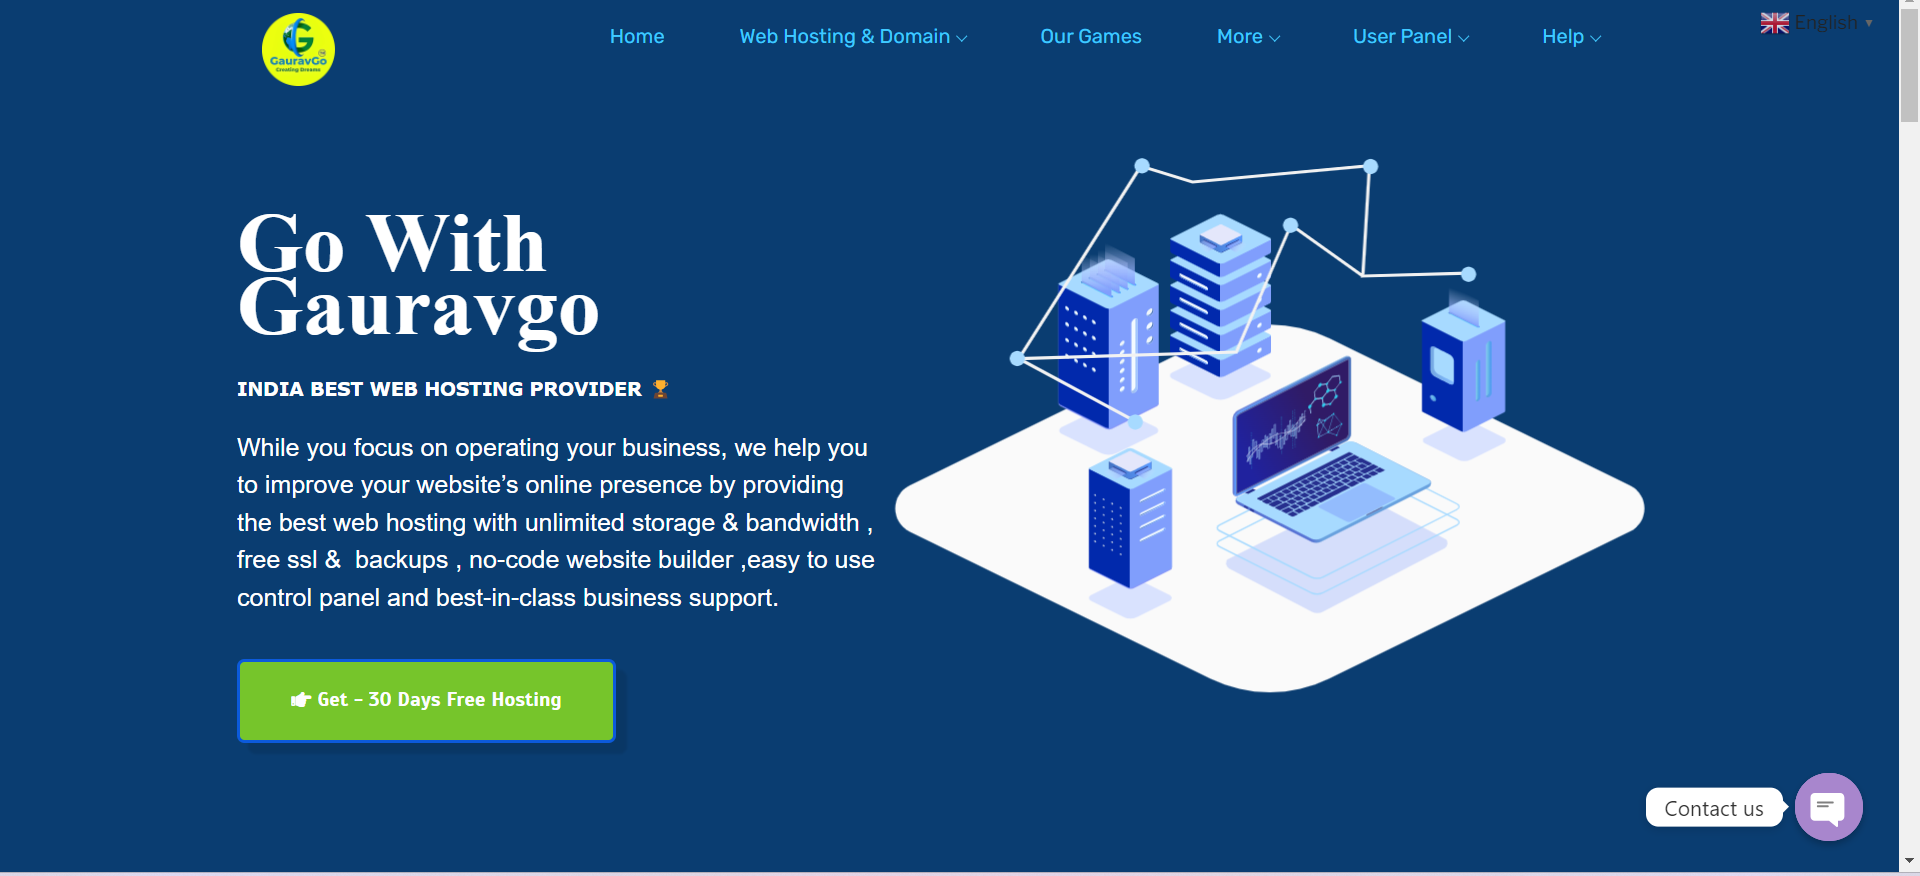 GauravGo
Creating Dreams
Home
Web Hosting & Domain
Our Games
More
User Panel
Help
English
Go With
Gauravgo
INDIA BEST WEB HOSTING PROVIDER 🏆
While you focus on operating your business, we help you
to improve your website’s online presence by providing
the best web hosting with unlimited storage & bandwidth ,
free ssl &  backups , no-code website builder ,easy to use
control panel and best-in-class business support.
Get – 30 Days Free Hosting
Contact us